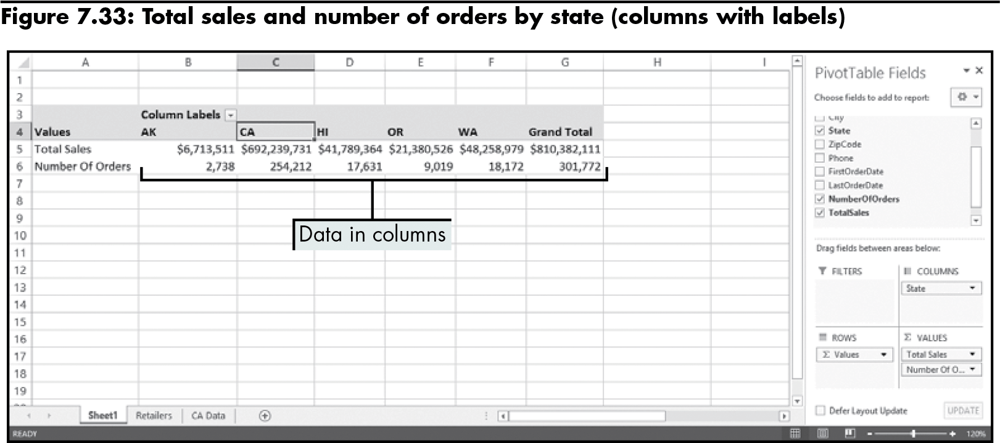 Figure 7.33: Total sales and number of orders by state (columns with labels)
A B C D E F G H I
1
2
3 Column Labels
4 Values AK CA HI OR WA Grand Total
5 Total Sales $6,713,511 $692,239,731 $41,789,364 $21,380,526 $48,258,979 $810,382,111
6 Number Of Orders 2,738 254,212 17,631 9,019 18,172 301,772
7
8
9
10
11
12
13
14
15
16
17
18
19
Data in columns
Sheet1 Retailers CA Data
READY
120%
PivotTable Fields
Choose fields to add to report:
City
State
ZipCode
Phone
FirstOrderDate
LastOrderDate
NumberOfOrders
TotalSales
Drag fields between areas below:
FILTERS COLUMNS
State
ROWS Σ VALUES
Σ Values Total Sales
Number Of O...
Defer Layout Update UPDATE